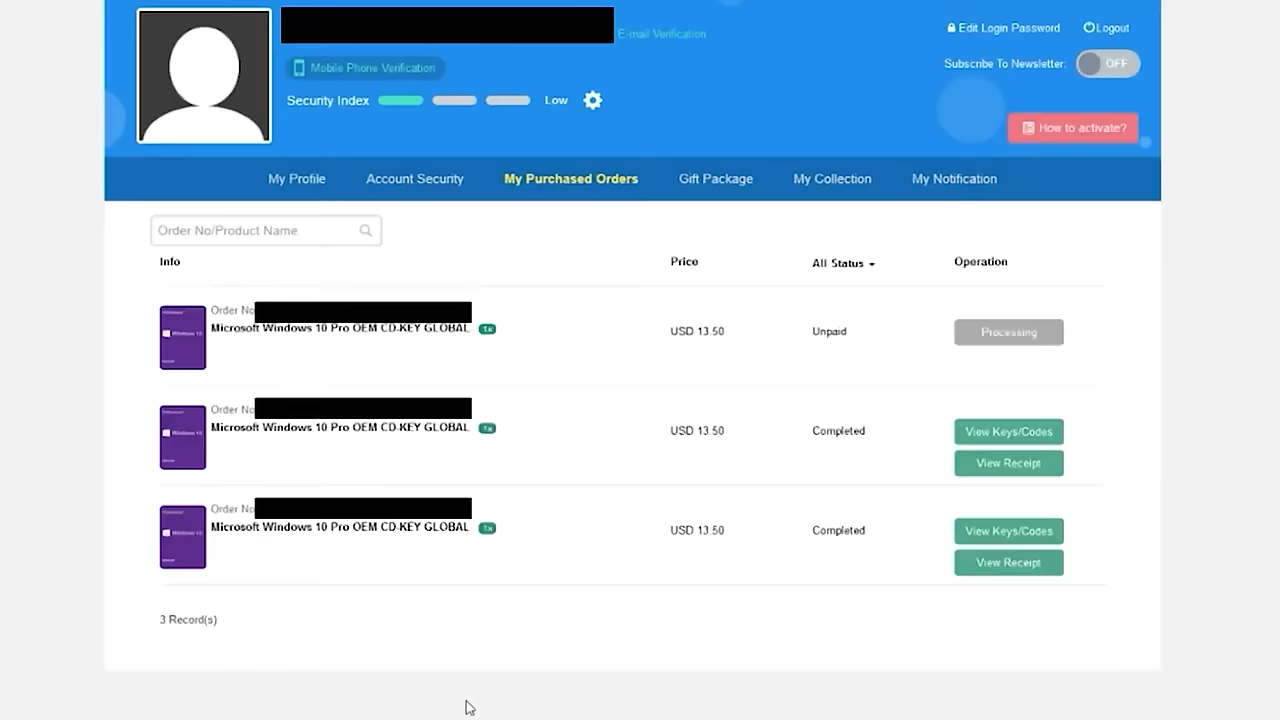 E-mail Verification
Edit Login Password
Logout
Mobile Phone Verification
Subscribe To Newsletter:
OFF
Security Index
Low
How to activate?
My Profile
Account Security
My Purchased Orders
Gift Package
My Collection
My Notification
Order No/Product Name
Info
Price
All Status
Operation
Order No
Microsoft Windows 10 Pro OEM CD-KEY GLOBAL
1x
USD 13.50
Unpaid
Processing
Order No
Microsoft Windows 10 Pro OEM CD-KEY GLOBAL
1x
USD 13.50
Completed
View Keys/Codes
View Receipt
Order No
Microsoft Windows 10 Pro OEM CD-KEY GLOBAL
1x
USD 13.50
Completed
View Keys/Codes
View Receipt
3 Record(s)